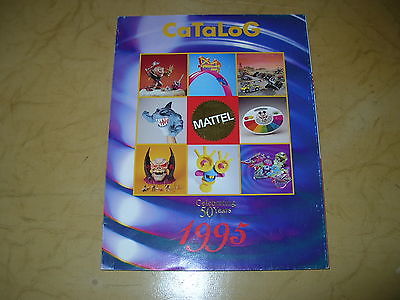 CaTaLoG
MATTEL
Celebrating
50 YEARS
1995